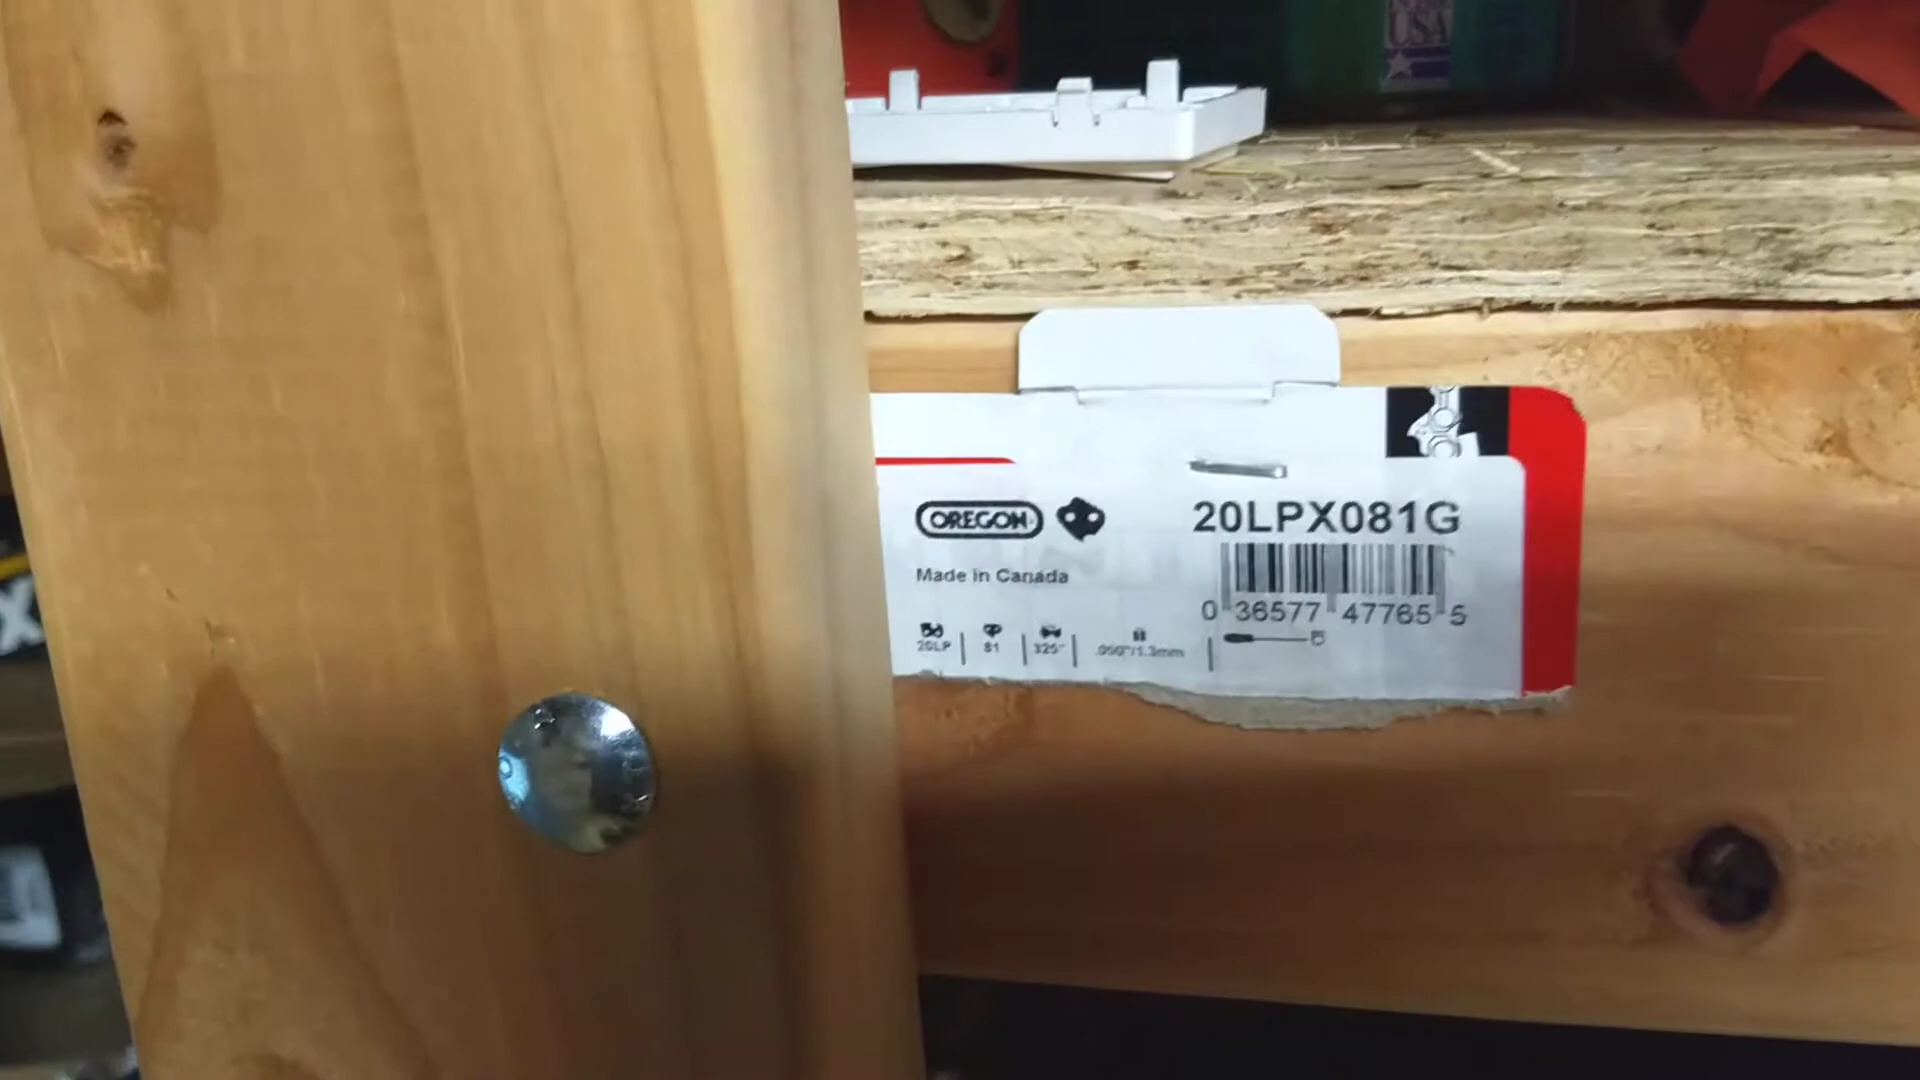 USA
OREGON
20LPX081G
Made in Canada
0 36577 47765 5
20LP
81
.325"
.050"/1.3mm
X